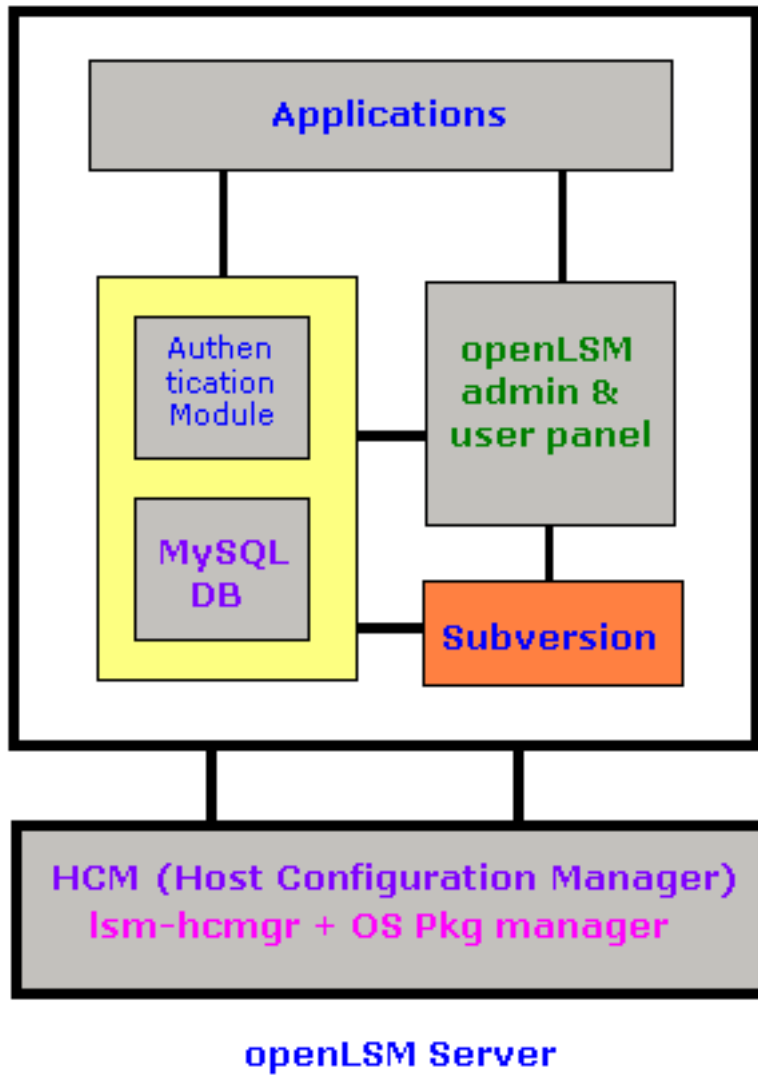 Applications
Authen
tication
Module
openLSM
admin &
user panel
MySQL
DB
Subversion
HCM (Host Configuration Manager)
lsm-hcmgr + OS Pkg manager
openLSM Server